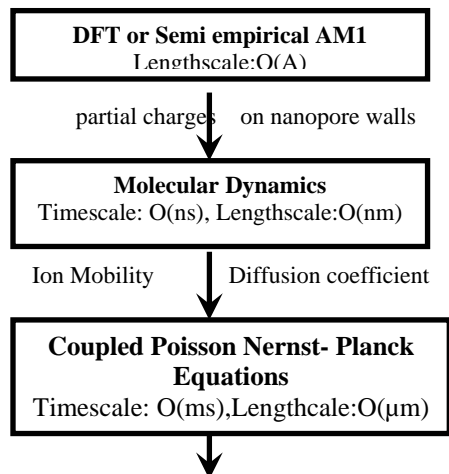 DFT or Semi empirical AM1
Lengthscale:O(A)
partial charges on nanopore walls
Molecular Dynamics
Timescale: O(ns), Lengthscale:O(nm)
Ion Mobility Diffusion coefficient
Coupled Poisson Nernst- Planck
Equations
Timescale: O(ms),Lengthcale:O(µm)